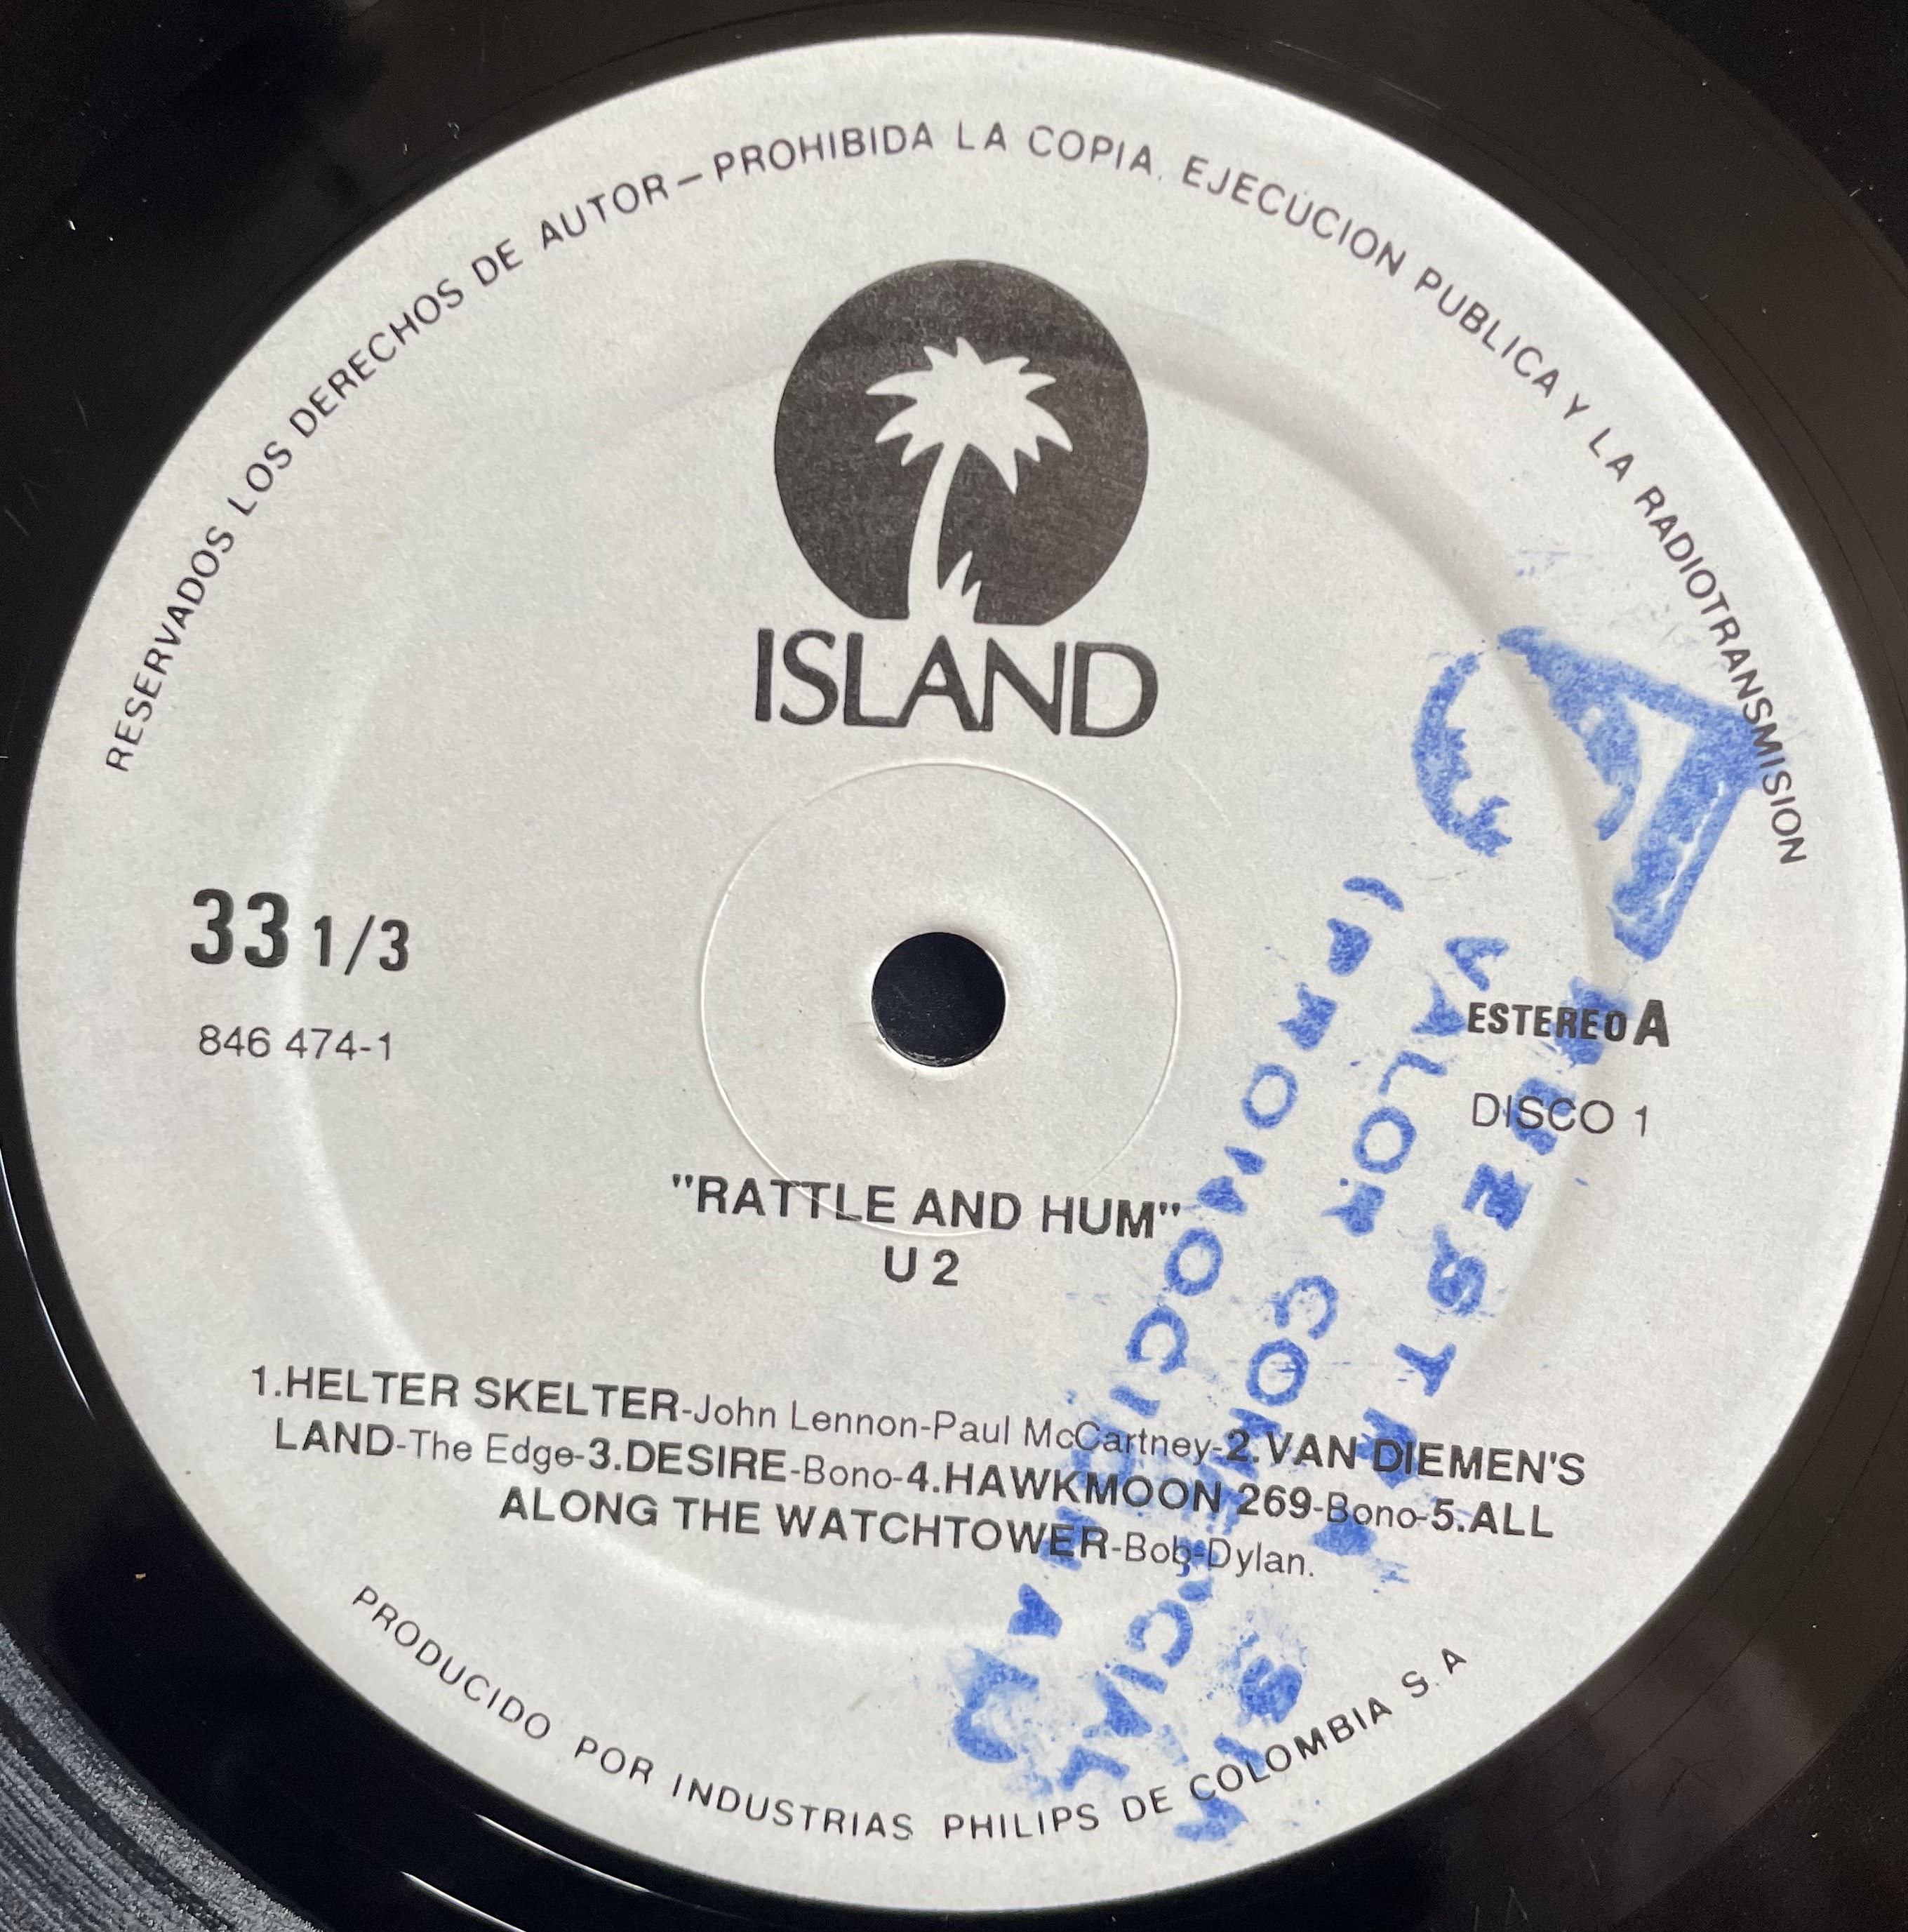 RESERVADOS LOS DERECHOS DE AUTOR – PROHIBIDA LA COPIA, EJECUCION PUBLICA Y LA RADIOTRANSMISION
ISLAND
33 1/3
846 474-1
ESTEREO A
DISCO 1
"RATTLE AND HUM"
U 2
1.HELTER SKELTER-John Lennon-Paul McCartney-2.VAN DIEMEN'S
LAND-The Edge-3.DESIRE-Bono-4.HAWKMOON 269-Bono-5.ALL
ALONG THE WATCHTOWER-Bob-Dylan.
PRODUCIDO POR INDUSTRIAS PHILIPS DE COLOMBIA S. A
VALOR COMERCIAL
(PROMOCIONAL